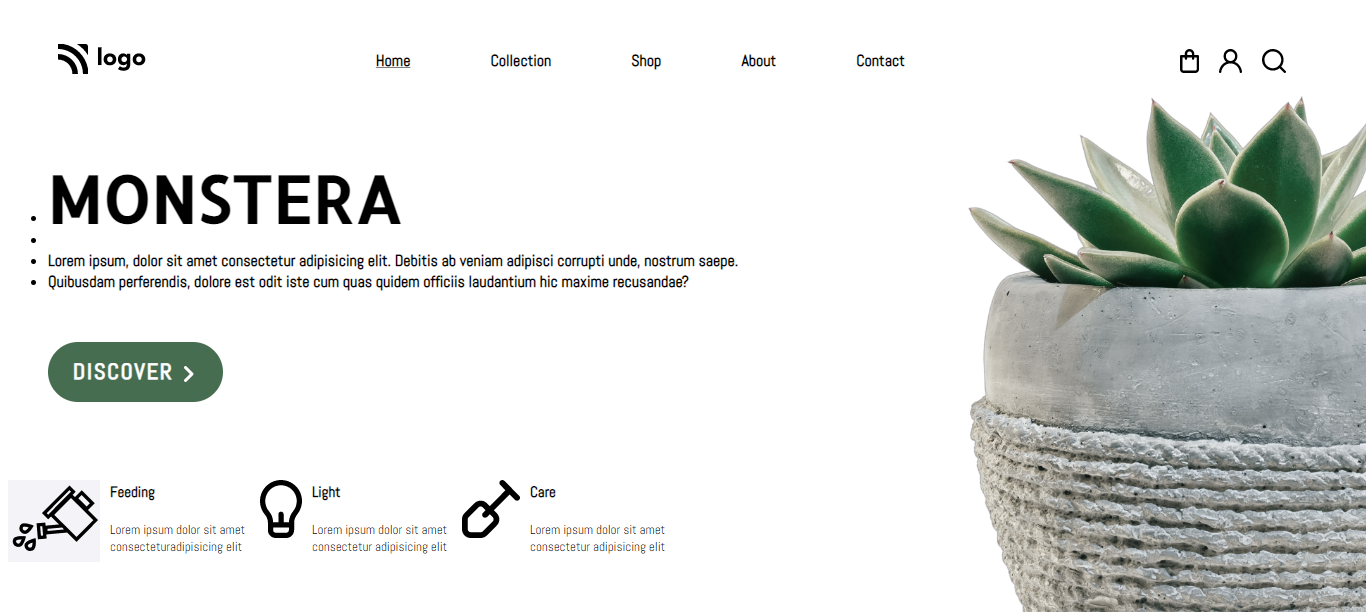 logo
Home Collection Shop About Contact
MONSTERA
Lorem ipsum, dolor sit amet consectetur adipisicing elit. Debitis ab veniam adipisci corrupti unde, nostrum saepe.
Quibusdam perferendis, dolore est odit iste cum quas quidem officiis laudantium hic maxime recusandae?
DISCOVER
Feeding
Lorem ipsum dolor sit amet
consecteturadipisicing elit
Light
Lorem ipsum dolor sit amet
consectetur adipisicing elit
Care
Lorem ipsum dolor sit amet
consectetur adipisicing elit